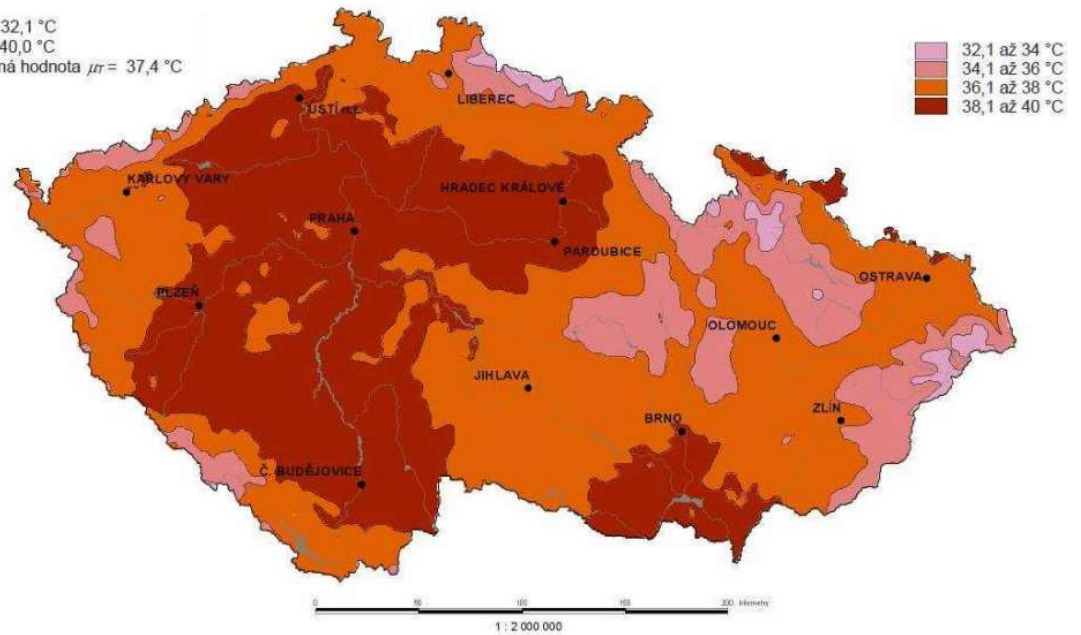 32,1 °C
40,0 °C
ná hodnota μT = 37,4 °C
32,1 až 34 °C
34,1 až 36 °C
36,1 až 38 °C
38,1 až 40 °C
LIBEREC
ÚSTÍ
KARLOVY VARY
HRADEC KRÁLOVÉ
PRAHA
PARDUBICE
OSTRAVA
PLZEŇ
OLOMOUC
JIHLAVA
BRNO
ZLÍN
Č. BUDĚJOVICE
0 50 100 150 200 kilometry
1 : 2 000 000